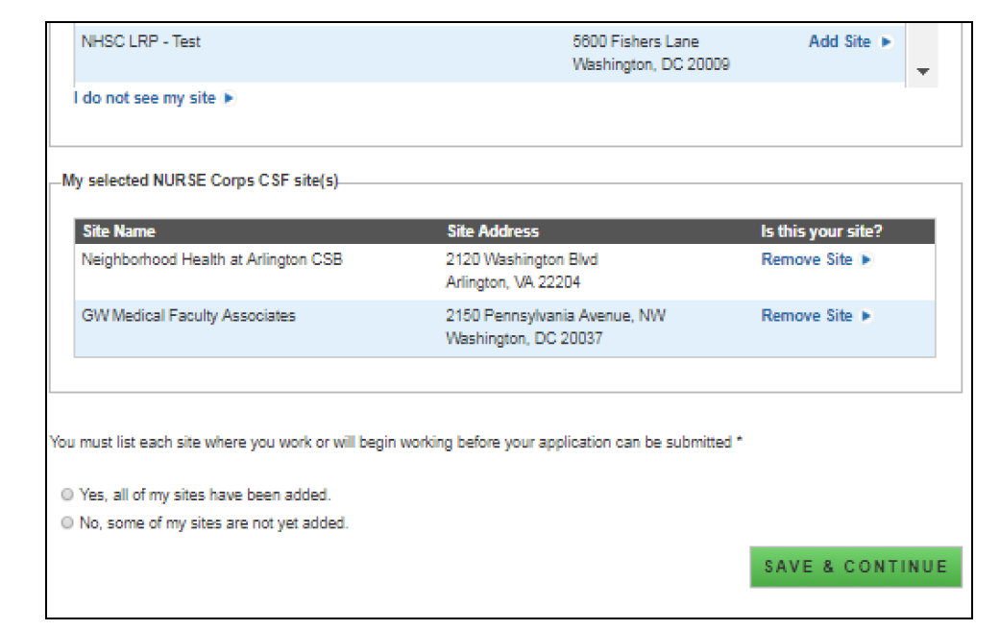 NHSC LRP - Test 5600 Fishers Lane Add Site
Washington, DC 20009
I do not see my site
My selected NURSE Corps CSF site(s)
Site Name Site Address Is this your site?
Neighborhood Health at Arlington CSB 2120 Washington Blvd Remove Site
Arlington, VA 22204
GW Medical Faculty Associates 2150 Pennsylvania Avenue, NW Remove Site
Washington, DC 20037
You must list each site where you work or will begin working before your application can be submitted *
Yes, all of my sites have been added.
No, some of my sites are not yet added.
SAVE & CONTINUE